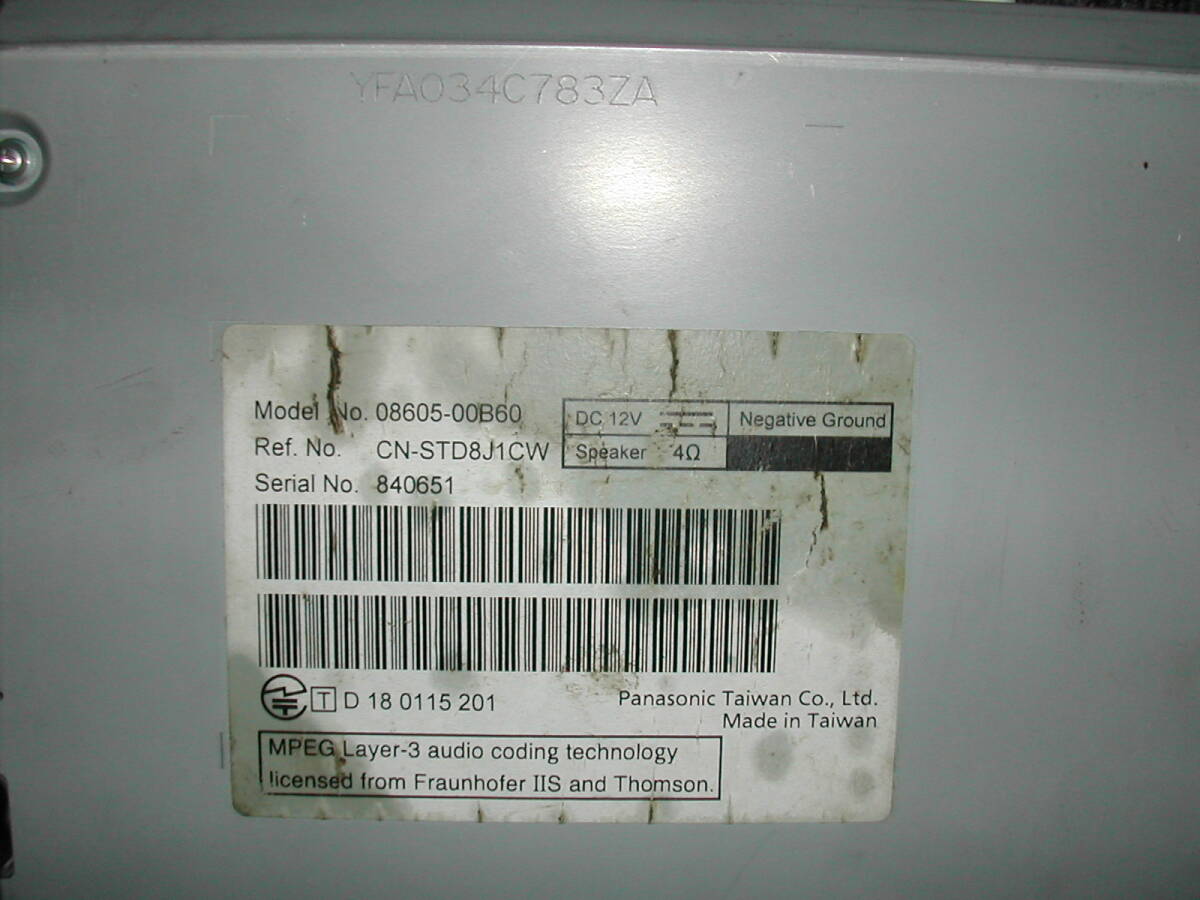 YFA034C783ZA
Model No. 08605-00B60
Ref. No. CN-STD8J1CW
Serial No. 840651
DC 12V
Negative Ground
Speaker 4Ω
T D 18 0115 201
Panasonic Taiwan Co., Ltd.
Made in Taiwan
MPEG Layer-3 audio coding technology
licensed from Fraunhofer IIS and Thomson.